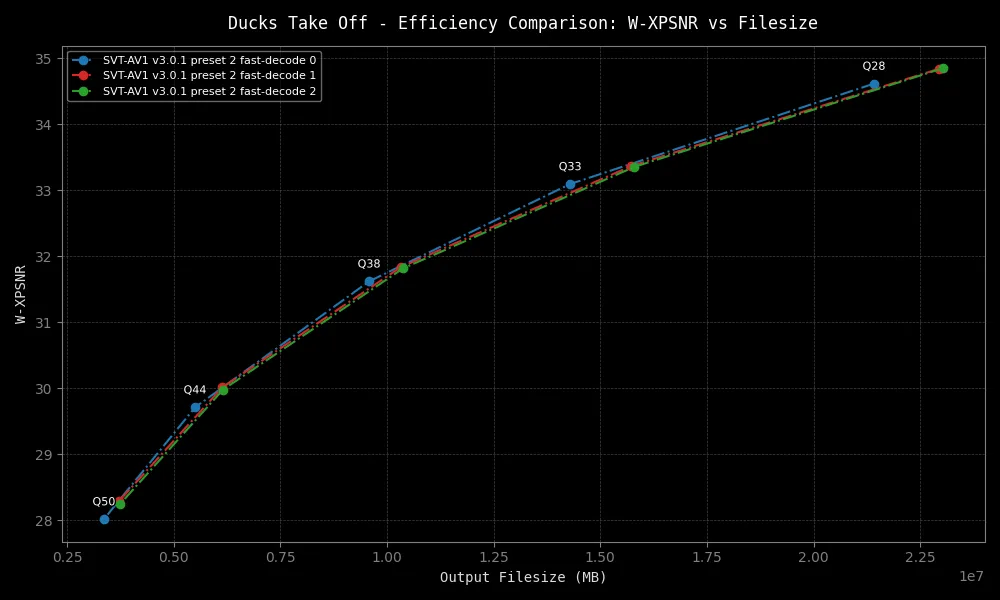 Ducks Take Off - Efficiency Comparison: W-XPSNR vs Filesize
SVT-AV1 v3.0.1 preset 2 fast-decode 0
SVT-AV1 v3.0.1 preset 2 fast-decode 1
SVT-AV1 v3.0.1 preset 2 fast-decode 2
Q28
Q33
Q38
Q44
Q50
W-XPSNR
35
34
33
32
31
30
29
28
0.25 0.50 0.75 1.00 1.25 1.50 1.75 2.00 2.25
1e7
Output Filesize (MB)